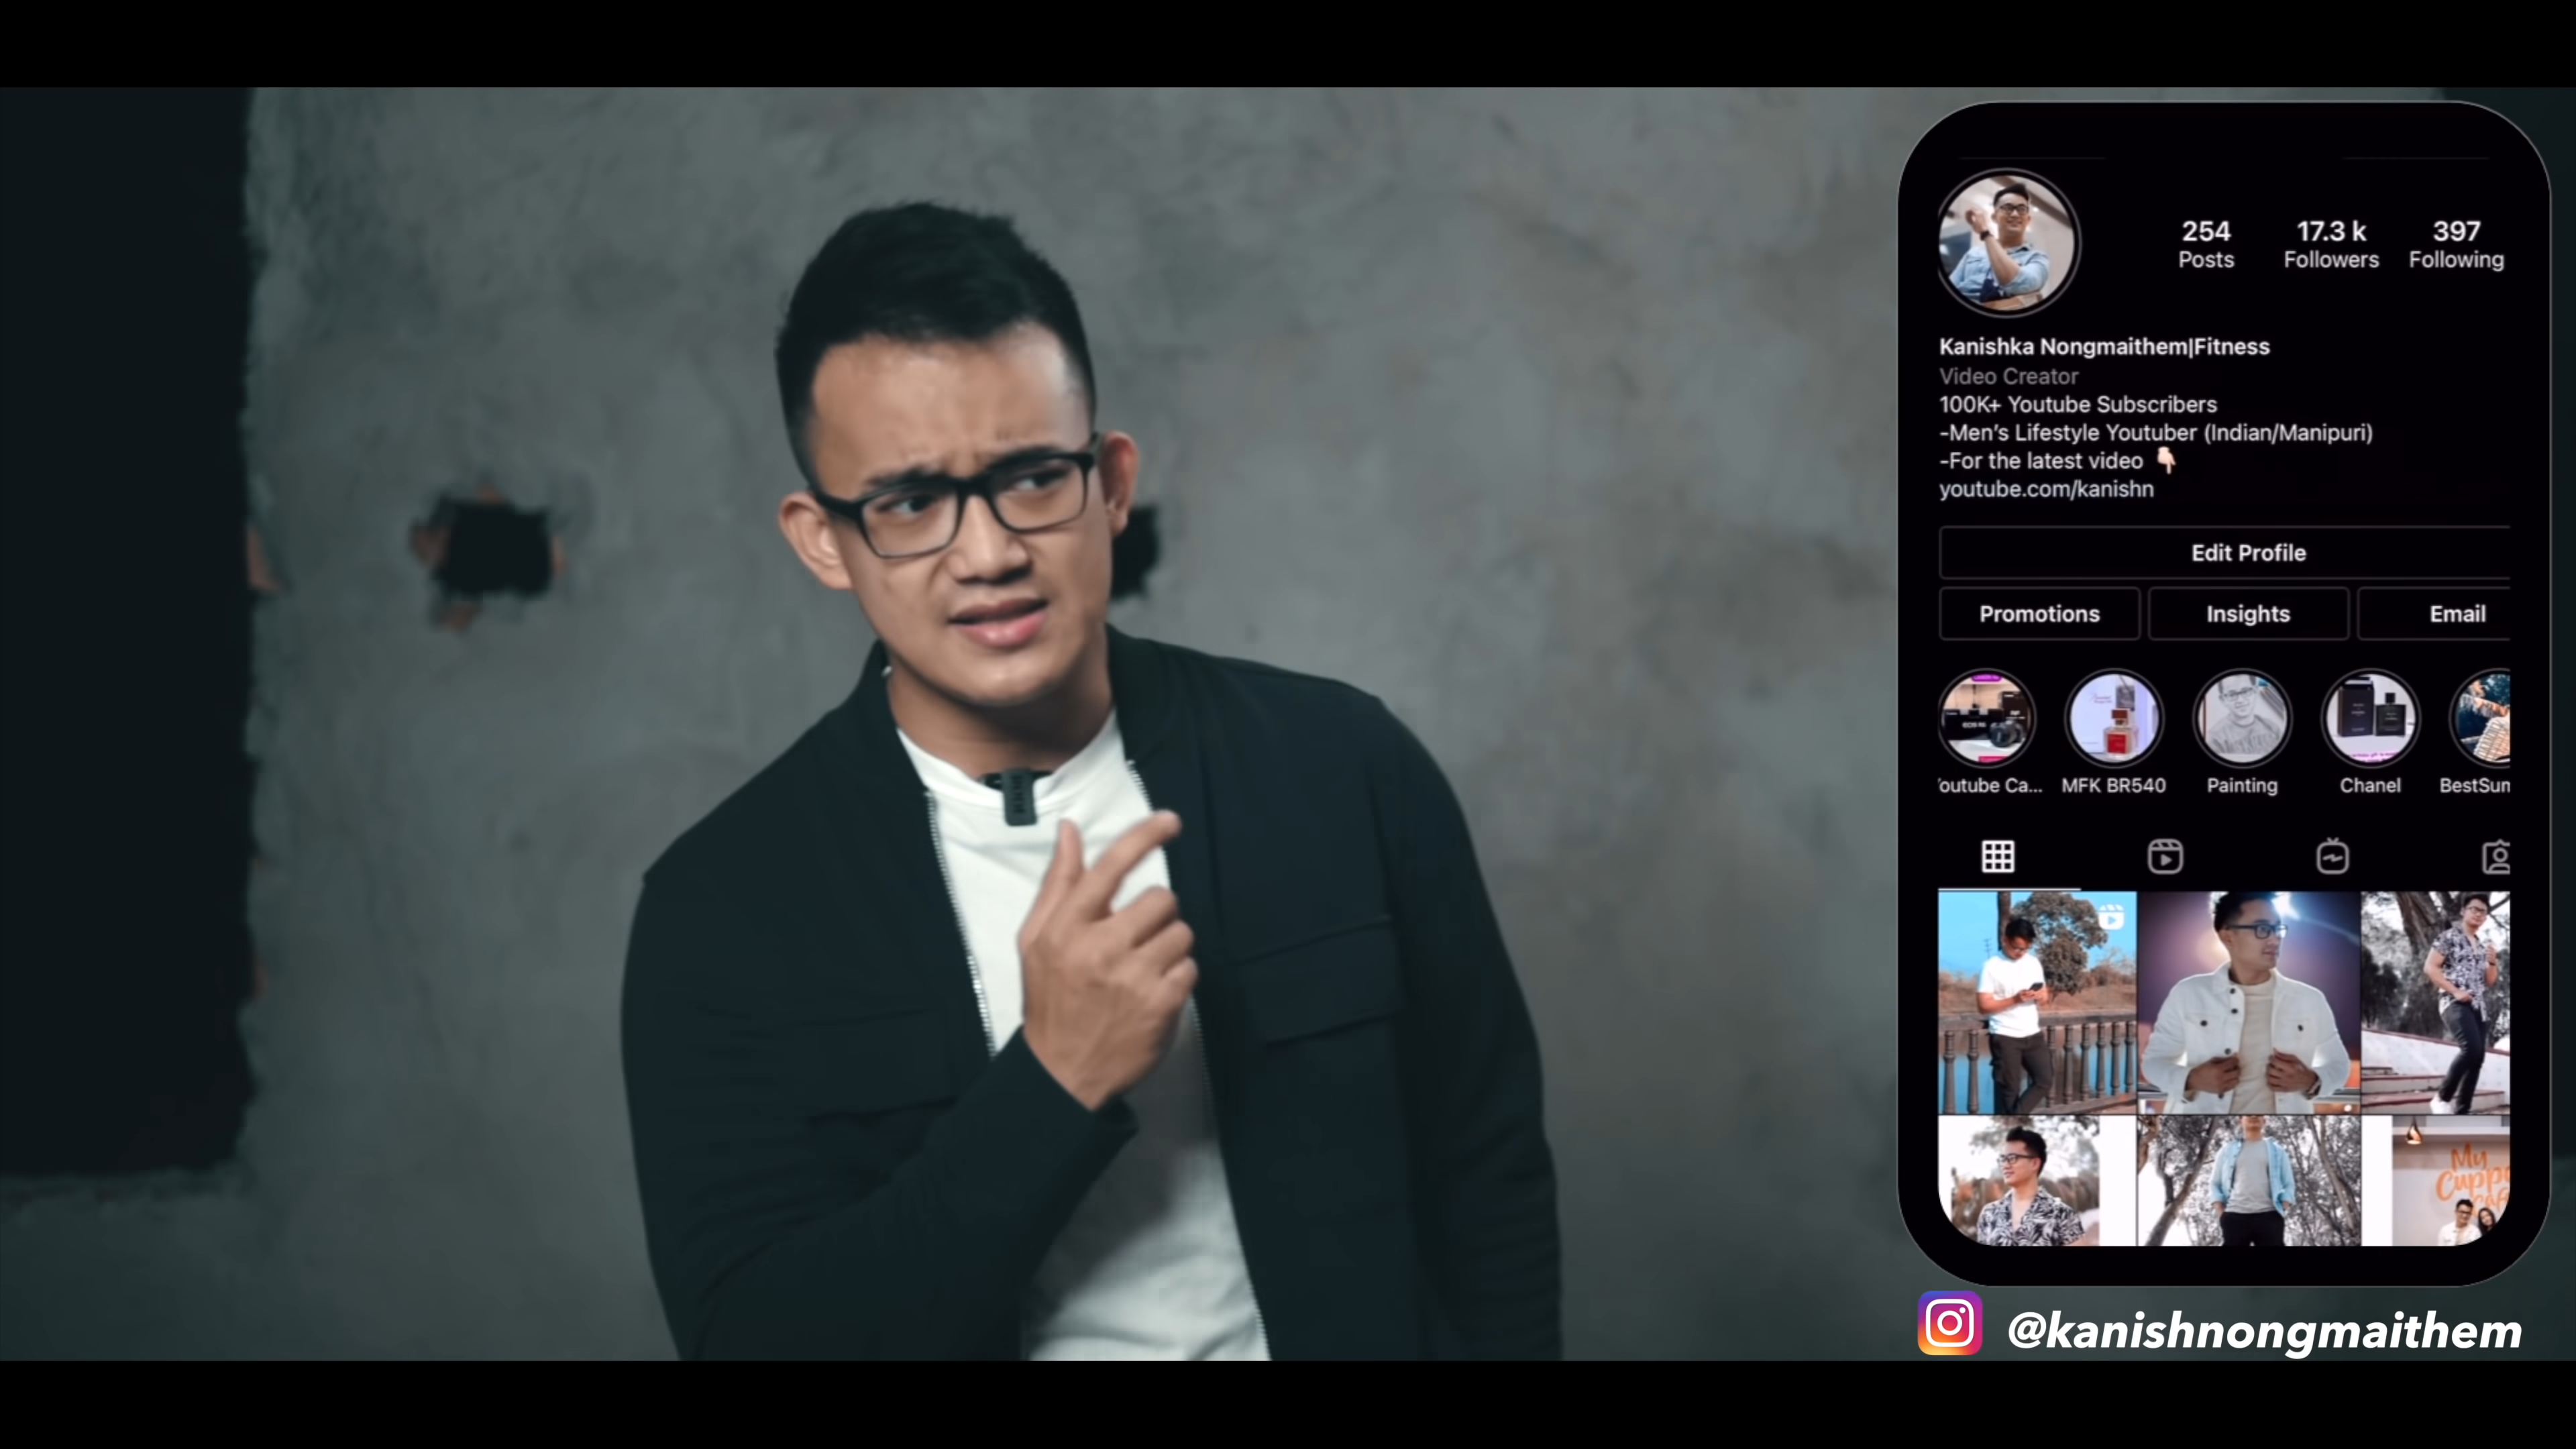 254
Posts
17.3 k
Followers
397
Following
Kanishka Nongmaithem|Fitness
Video Creator
100K+ Youtube Subscribers
-Men's Lifestyle Youtuber (Indian/Manipuri)
-For the latest video 👇🏻
youtube.com/kanishn
Edit Profile
Promotions
Insights
Email
outube Ca...
MFK BR540
Painting
Chanel
BestSun
My
Cupp
@kanishnongmaithem